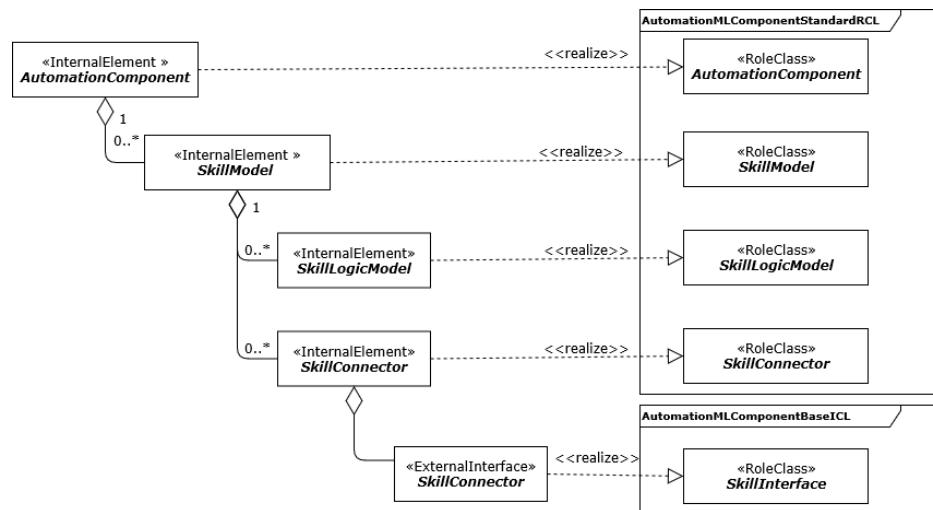 AutomationMLComponentStandardRCL
«InternalElement »
AutomationComponent
<<realize>>
«RoleClass»
AutomationComponent
1
0..*
«InternalElement »
SkillModel
<<realize>>
«RoleClass»
SkillModel
1
0..*
«InternalElement»
SkillLogicModel
<<realize>>
«RoleClass»
SkillLogicModel
0..*
«InternalElement»
SkillConnector
<<realize>>
«RoleClass»
SkillConnector
AutomationMLComponentBaseICL
«ExternalInterface»
SkillConnector
<<realize>>
«RoleClass»
SkillInterface